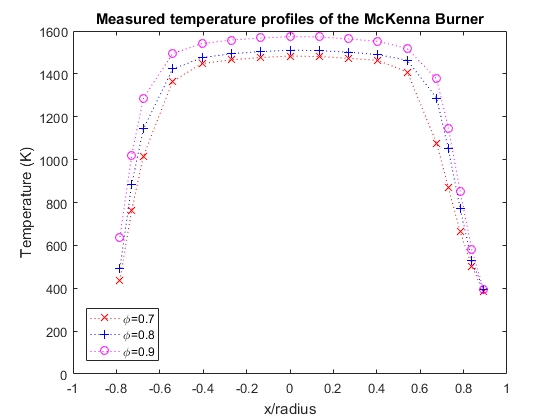 Measured temperature profiles of the McKenna Burner
Temperature (K)
1600
1400
1200
1000
800
600
400
200
0
ϕ=0.7
ϕ=0.8
ϕ=0.9
-1 -0.8 -0.6 -0.4 -0.2 0 0.2 0.4 0.6 0.8 1
x/radius